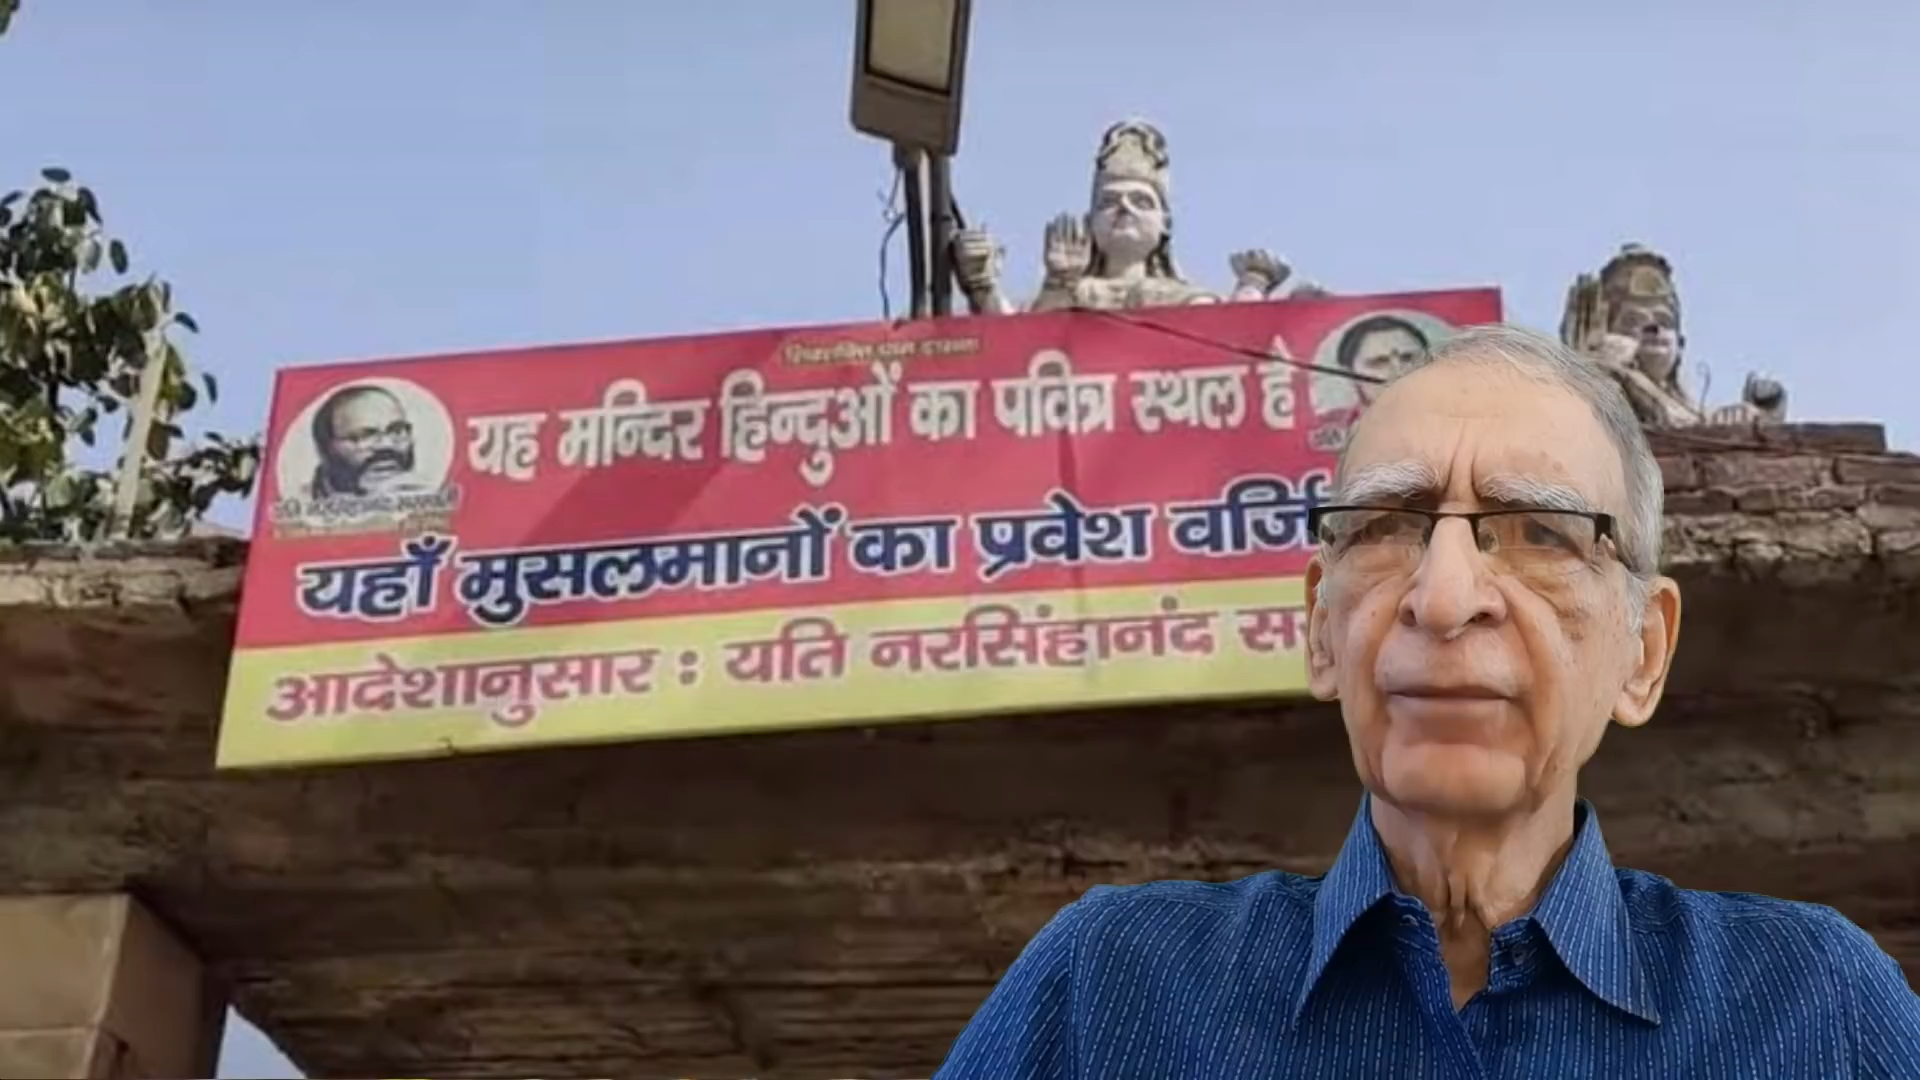 यह मन्दिर हिन्दुओं का पवित्र स्थल है
यहाँ मुसलमानों का प्रवेश
आदेशानुसार : यति नरसिंहानंद